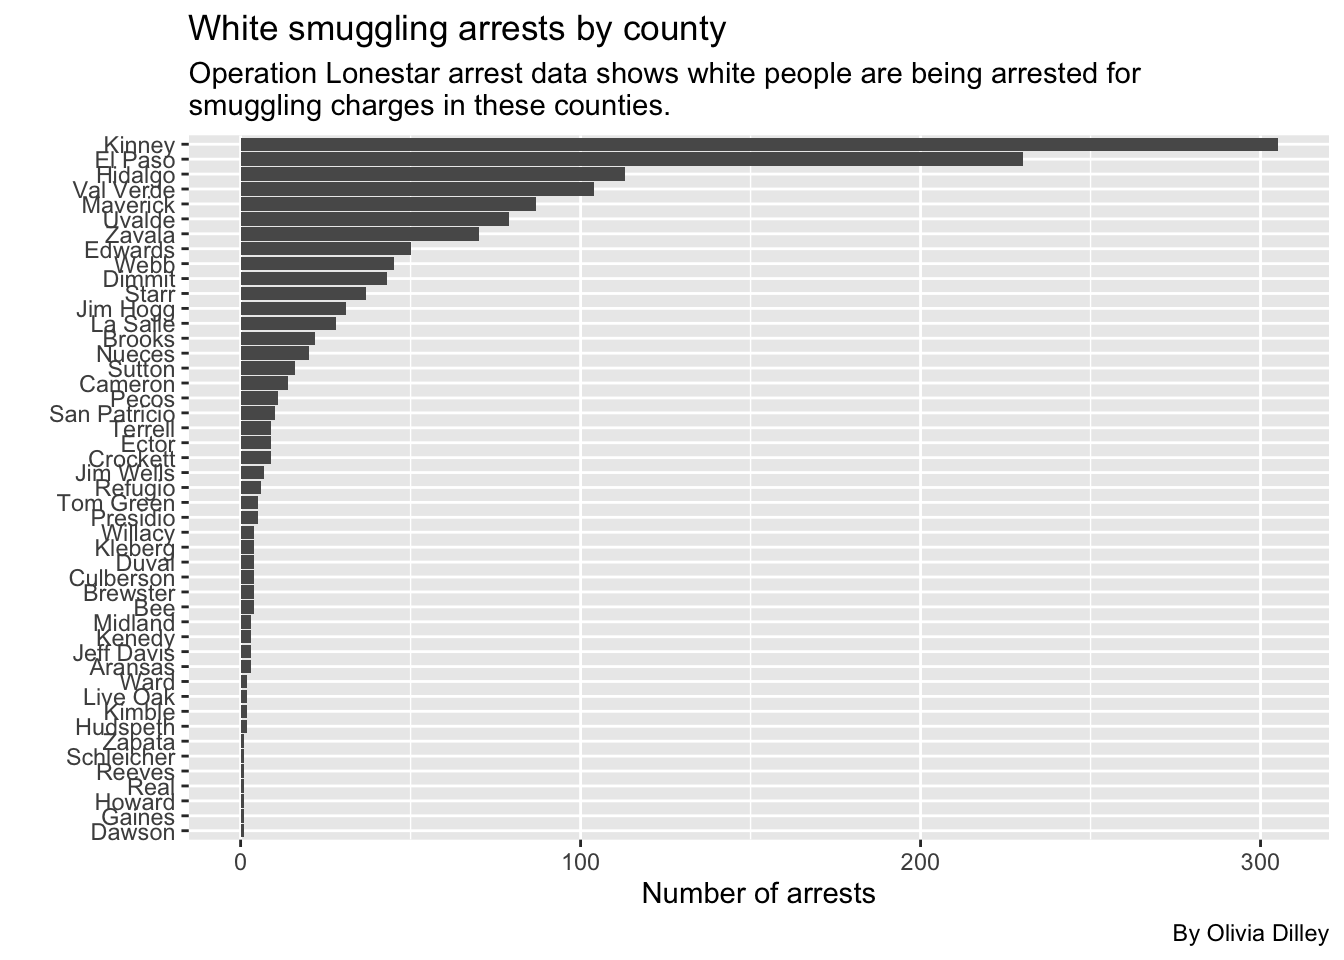 White smuggling arrests by county
Operation Lonestar arrest data shows white people are being arrested for
smuggling charges in these counties.
Kinney
El Paso
Hidalgo
Val Verde
Maverick
Uvalde
Zavala
Edwards
Webb
Dimmit
Starr
Jim Hogg
La Salle
Brooks
Nueces
Sutton
Cameron
Pecos
San Patricio
Terrell
Ector
Crockett
Jim Wells
Refugio
Tom Green
Presidio
Willacy
Kleberg
Duval
Culberson
Brewster
Bee
Midland
Kenedy
Jeff Davis
Aransas
Ward
Live Oak
Kimble
Hudspeth
Zapata
Schleicher
Reeves
Real
Howard
Gaines
Dawson
0 100 200 300
Number of arrests
By Olivia Dilley